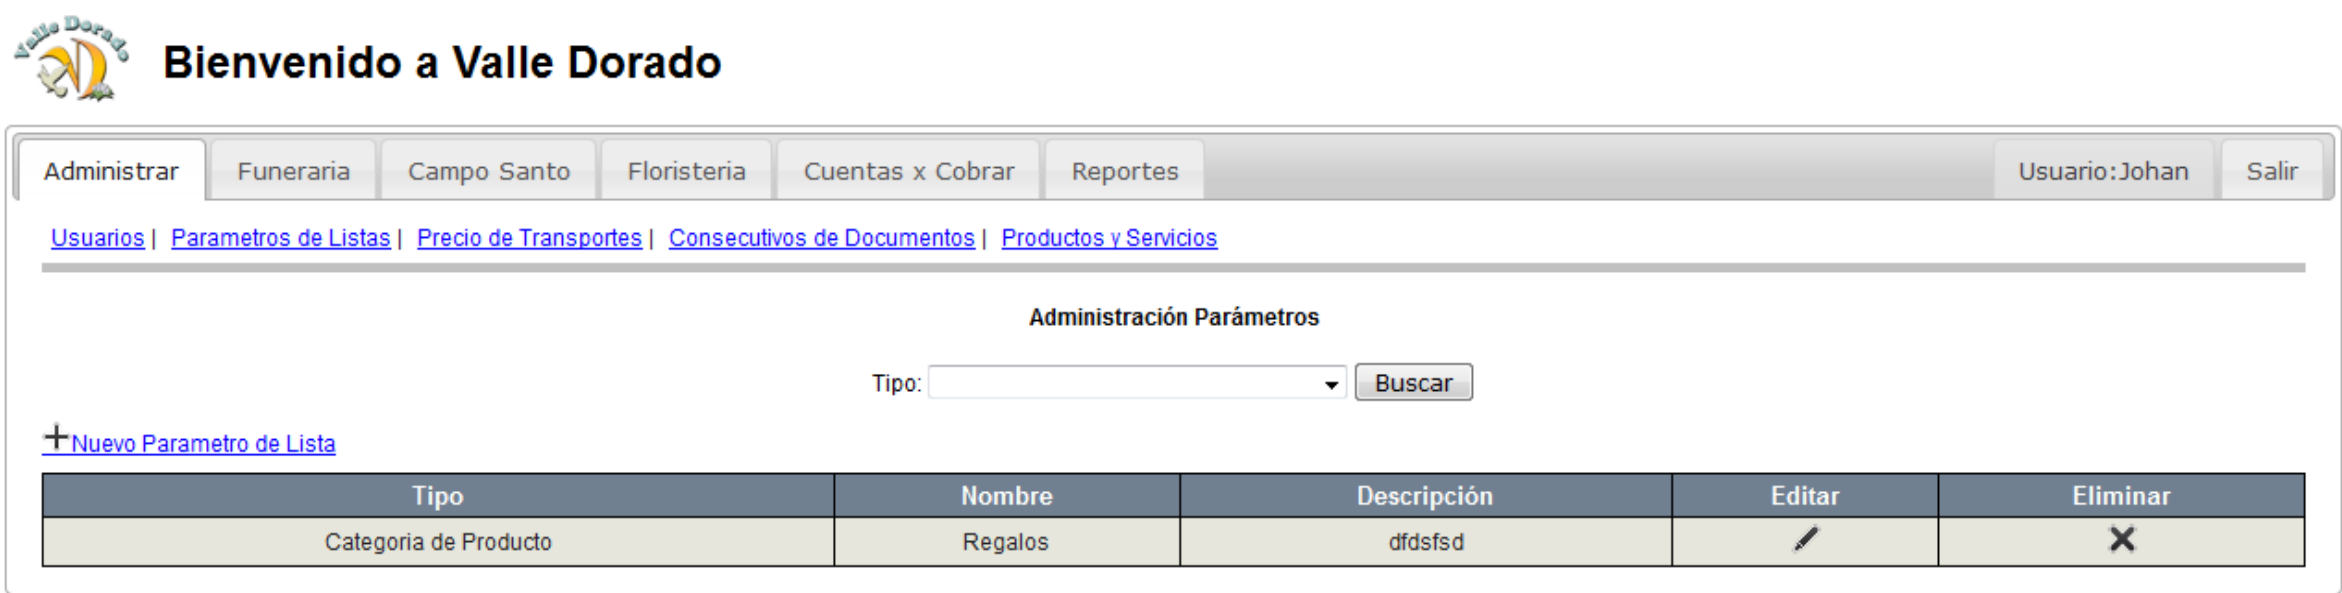 Valle Dorado
Bienvenido a Valle Dorado
Administrar Funeraria Campo Santo Floristeria Cuentas x Cobrar Reportes Usuario:Johan Salir
Usuarios | Parametros de Listas | Precio de Transportes | Consecutivos de Documentos | Productos y Servicios
Administración Parámetros
Tipo: Buscar
Nuevo Parametro de Lista
Tipo Nombre Descripción Editar Eliminar
Categoria de Producto Regalos dfdsfsd